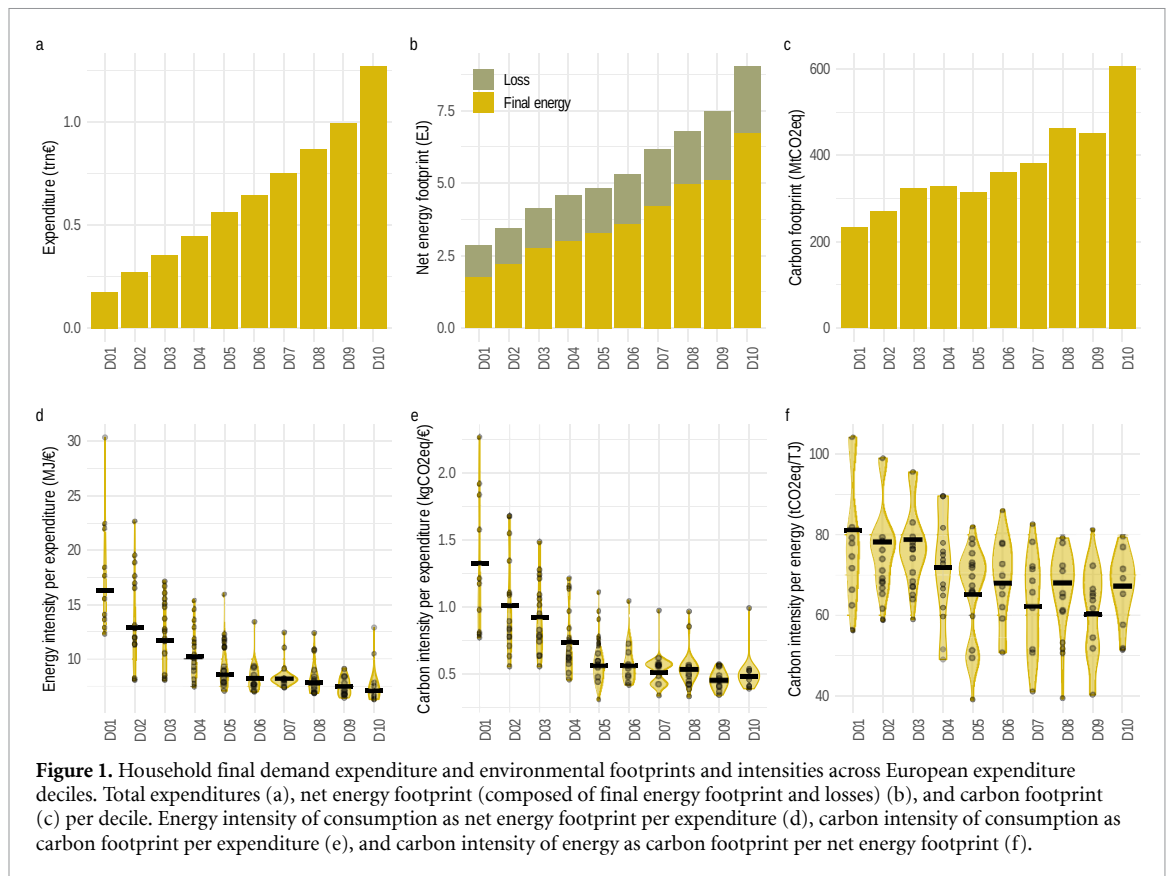 a
Expenditure (trn€)
1.0
0.5
0.0
D01 D02 D03 D04 D05 D06 D07 D08 D09 D10
b
Net energy footprint (EJ)
Loss
Final energy
7.5
5.0
2.5
0.0
D01 D02 D03 D04 D05 D06 D07 D08 D09 D10
c
Carbon footprint (MtCO2eq)
600
400
200
0
D01 D02 D03 D04 D05 D06 D07 D08 D09 D10
d
Energy intensity per expenditure (MJ/€)
30
25
20
15
10
D01 D02 D03 D04 D05 D06 D07 D08 D09 D10
e
Carbon intensity per expenditure (kgCO2eq/€)
2.0
1.5
1.0
0.5
D01 D02 D03 D04 D05 D06 D07 D08 D09 D10
f
Carbon intensity per energy (tCO2eq/TJ)
100
80
60
40
D01 D02 D03 D04 D05 D06 D07 D08 D09 D10
Figure 1. Household final demand expenditure and environmental footprints and intensities across European expenditure
deciles. Total expenditures (a), net energy footprint (composed of final energy footprint and losses) (b), and carbon footprint
(c) per decile. Energy intensity of consumption as net energy footprint per expenditure (d), carbon intensity of consumption as
carbon footprint per expenditure (e), and carbon intensity of energy as carbon footprint per net energy footprint (f).